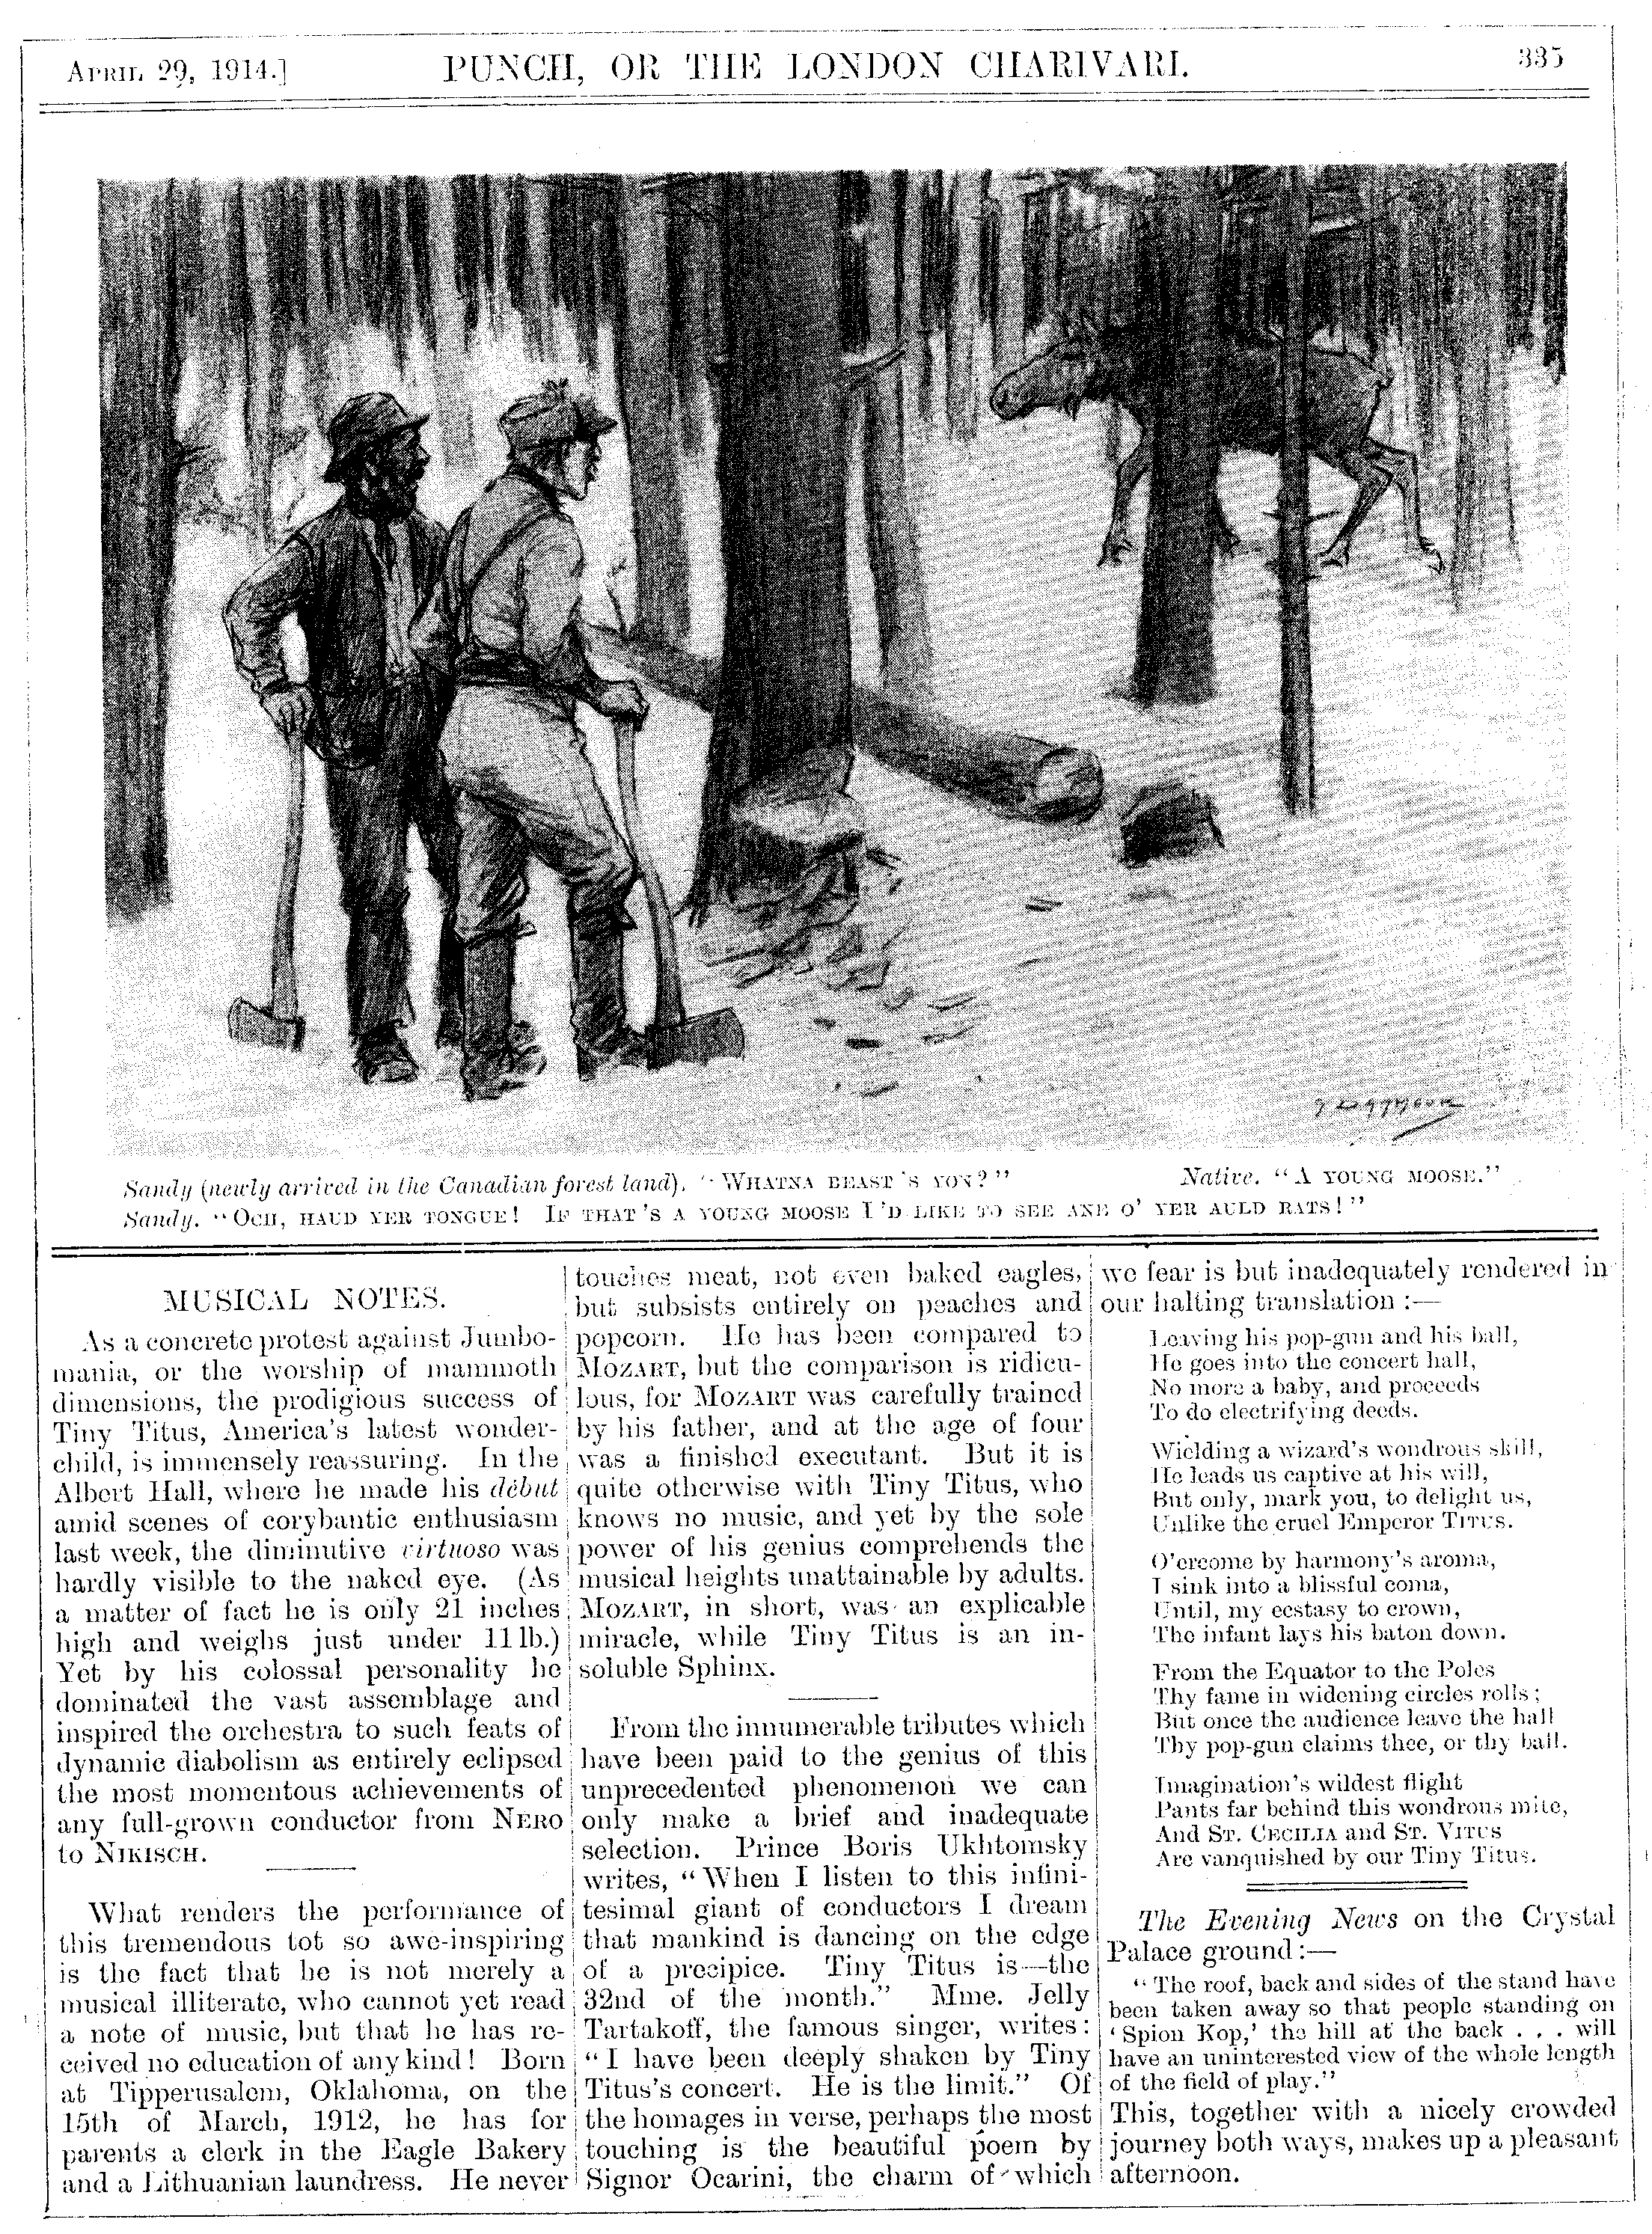 APRIL 29, 1914.]
PUNCH, OR THE LONDON CHARIVARI.
335
Sandy (newly arrived in the Canadian forest land). "WHATNA BEAST'S YON?"
Native. "A YOUNG MOOSE."
Sandy. "OCH, HAUD YER TONGUE! IF THAT'S A YOUNG MOOSE I'D LIKE TO SEE ANE O' YER AULD RATS!"
MUSICAL NOTES.
As a concrete protest against Jumbo-
mania, or the worship of mammoth
dimensions, the prodigious success of
Tiny Titus, America's latest wonder-
child, is immensely reassuring. In the
Albert Hall, where he made his début
amid scenes of corybantic enthusiasm
last week, the diminutive virtuoso was
hardly visible to the naked eye. (As
a matter of fact he is only 21 inches
high and weighs just under 11 lb.)
Yet by his colossal personality he
dominated the vast assemblage and
inspired the orchestra to such feats of
dynamic diabolism as entirely eclipsed
the most momentous achievements of
any full-grown conductor from NERO
to NIKISCH.
What renders the performance of
this tremendous tot so awe-inspiring
is the fact that he is not merely a
musical illiterate, who cannot yet read
a note of music, but that he has re-
ceived no education of any kind! Born
at Tipperusalem, Oklahoma, on the
15th of March, 1912, he has for
parents a clerk in the Eagle Bakery
and a Lithuanian laundress. He never
touches meat, not even baked eagles,
but subsists entirely on peaches and
popcorn. He has been compared to
MOZART, but the comparison is ridicu-
lous, for MOZART was carefully trained
by his father, and at the age of four
was a finished executant. But it is
quite otherwise with Tiny Titus, who
knows no music, and yet by the sole
power of his genius comprehends the
musical heights unattainable by adults.
MOZART, in short, was an explicable
miracle, while Tiny Titus is an in-
soluble Sphinx.
From the innumerable tributes which
have been paid to the genius of this
unprecedented phenomenon we can
only make a brief and inadequate
selection. Prince Boris Ukhtomsky
writes, "When I listen to this infini-
tesimal giant of conductors I dream
that mankind is dancing on the edge
of a precipice. Tiny Titus is—the
32nd of the month." Mme. Jelly
Tartakoff, the famous singer, writes:
"I have been deeply shaken by Tiny
Titus's concert. He is the limit." Of
the homages in verse, perhaps the most
touching is the beautiful poem by
Signor Ocarini, the charm of which
we fear is but inadequately rendered in
our halting translation :—
Leaving his pop-gun and his ball,
He goes into the concert hall,
No more a baby, and proceeds
To do electrifying deeds.
Wielding a wizard's wondrous skill,
He leads us captive at his will,
But only, mark you, to delight us,
Unlike the cruel Emperor TITUS.
O'ercome by harmony's aroma,
I sink into a blissful coma,
Until, my ecstasy to crown,
The infant lays his baton down.
From the Equator to the Poles
Thy fame in widening circles rolls;
But once the audience leave the hall
Thy pop-gun claims thee, or thy ball.
Imagination's wildest flight
Pants far behind this wondrous mite,
And ST. CECILIA and ST. VITUS
Are vanquished by our Tiny Titus.
The Evening News on the Crystal
Palace ground:—
"The roof, back and sides of the stand have
been taken away so that people standing on
'Spion Kop,' the hill at the back . . . will
have an uninterested view of the whole length
of the field of play."
This, together with a nicely crowded
journey both ways, makes up a pleasant
afternoon.